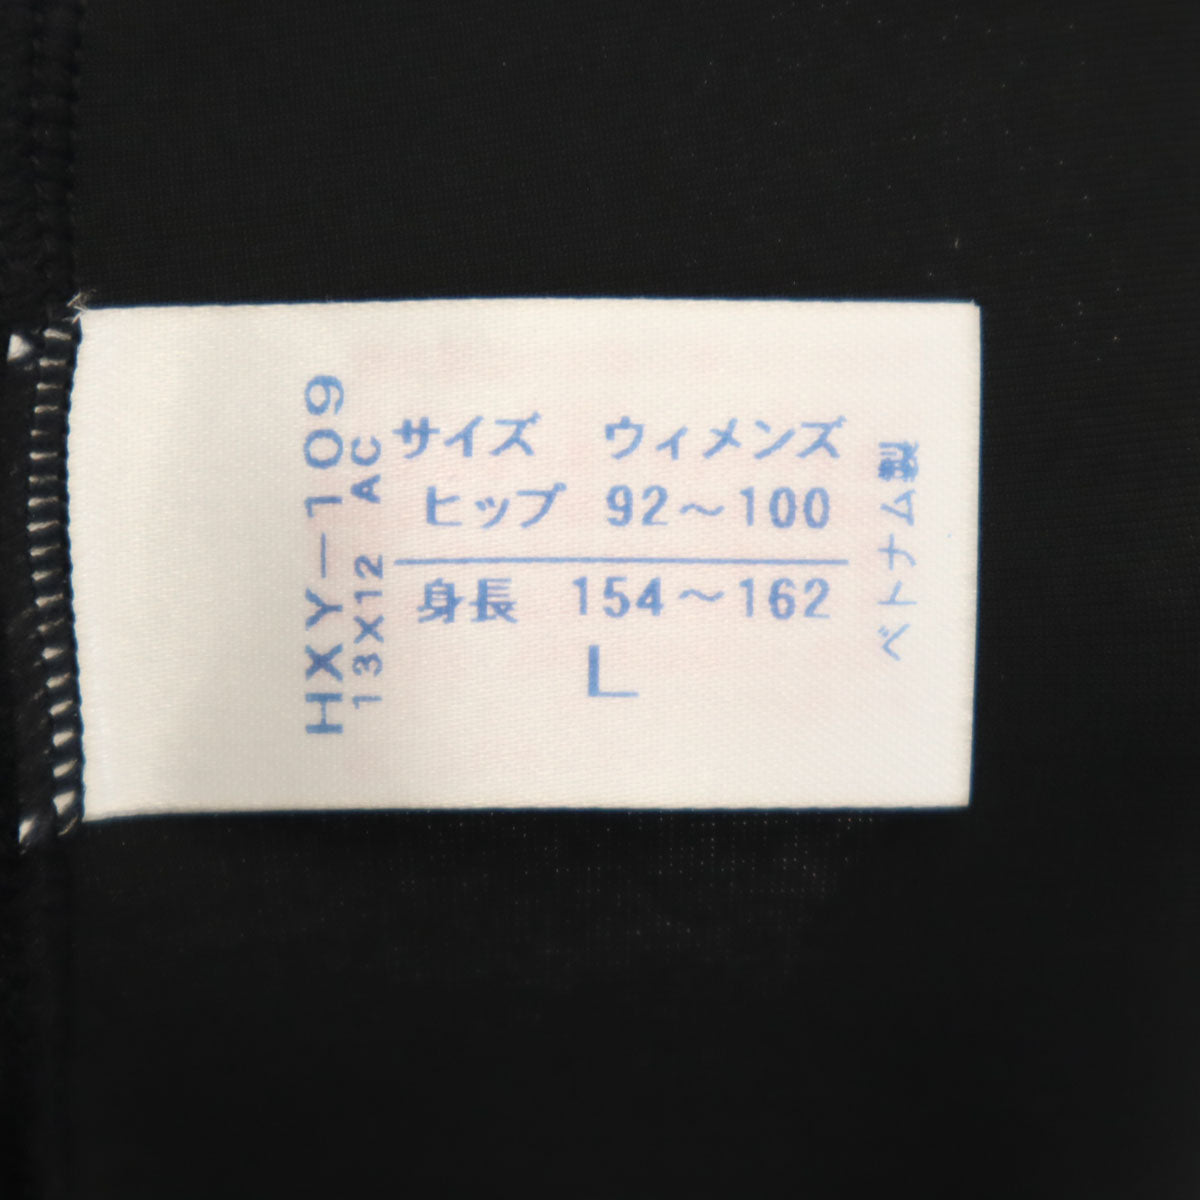 サイズ ウィメンズ
ヒップ 92～100
身長 154～162
L
HXY-109
13X12 AC
ベトナム製